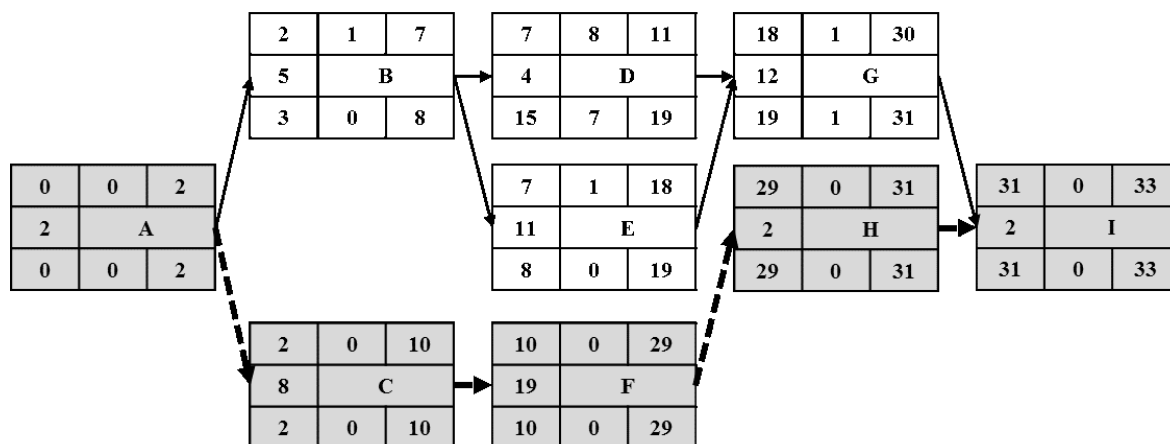 2 1 7
5 B
3 0 8
7 8 11
4 D
15 7 19
18 1 30
12 G
19 1 31
0 0 2
2 A
0 0 2
7 1 18
11 E
8 0 19
29 0 31
2 H
29 0 31
31 0 33
2 I
31 0 33
2 0 10
8 C
2 0 10
10 0 29
19 F
10 0 29